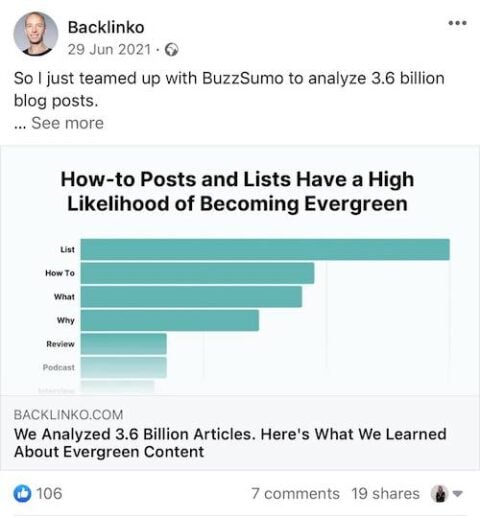 Backlinko
29 Jun 2021 ·
So I just teamed up with BuzzSumo to analyze 3.6 billion
blog posts.
... See more
How-to Posts and Lists Have a High
Likelihood of Becoming Evergreen
List
How To
What
Why
Review
Podcast
Interview
BACKLINKO.COM
We Analyzed 3.6 Billion Articles. Here's What We Learned
About Evergreen Content
106
7 comments 19 shares